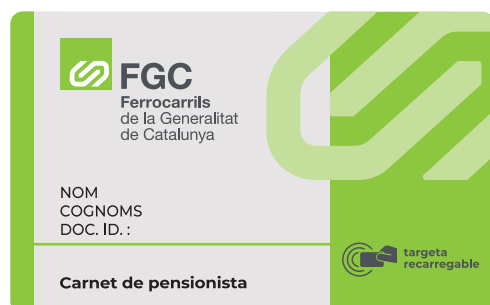 FGC
Ferrocarrils
de la Generalitat
de Catalunya
NOM
COGNOMS
DOC. ID. :
targeta
recarregable
Carnet de pensionista